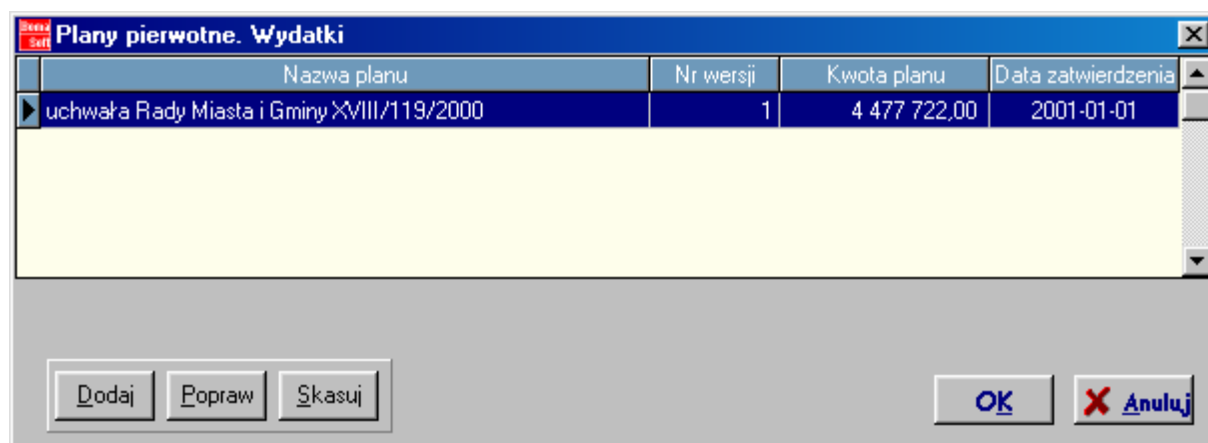 Plany pierwotne. Wydatki
Nazwa planu Nr wersji Kwota planu Data zatwierdzenia
uchwała Rady Miasta i Gminy XVIII/119/2000 1 4 477 722,00 2001-01-01
Dodaj Popraw Skasuj OK Anuluj